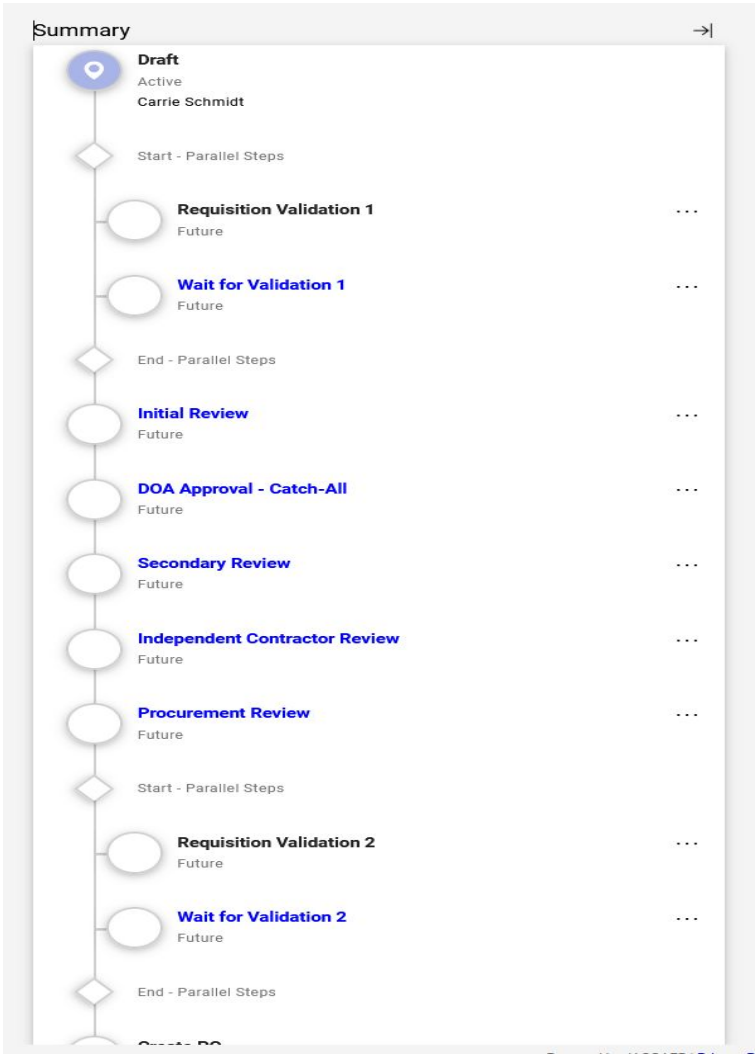 Summary
Draft
Active
Carrie Schmidt
Start - Parallel Steps
Requisition Validation 1
...
Future
Wait for Validation 1
...
Future
End - Parallel Steps
Initial Review
...
Future
DOA Approval - Catch-All
...
Future
Secondary Review
...
Future
Independent Contractor Review
...
Future
Procurement Review
...
Future
Start - Parallel Steps
Requisition Validation 2
...
Future
Wait for Validation 2
...
Future
End - Parallel Steps
Create PO